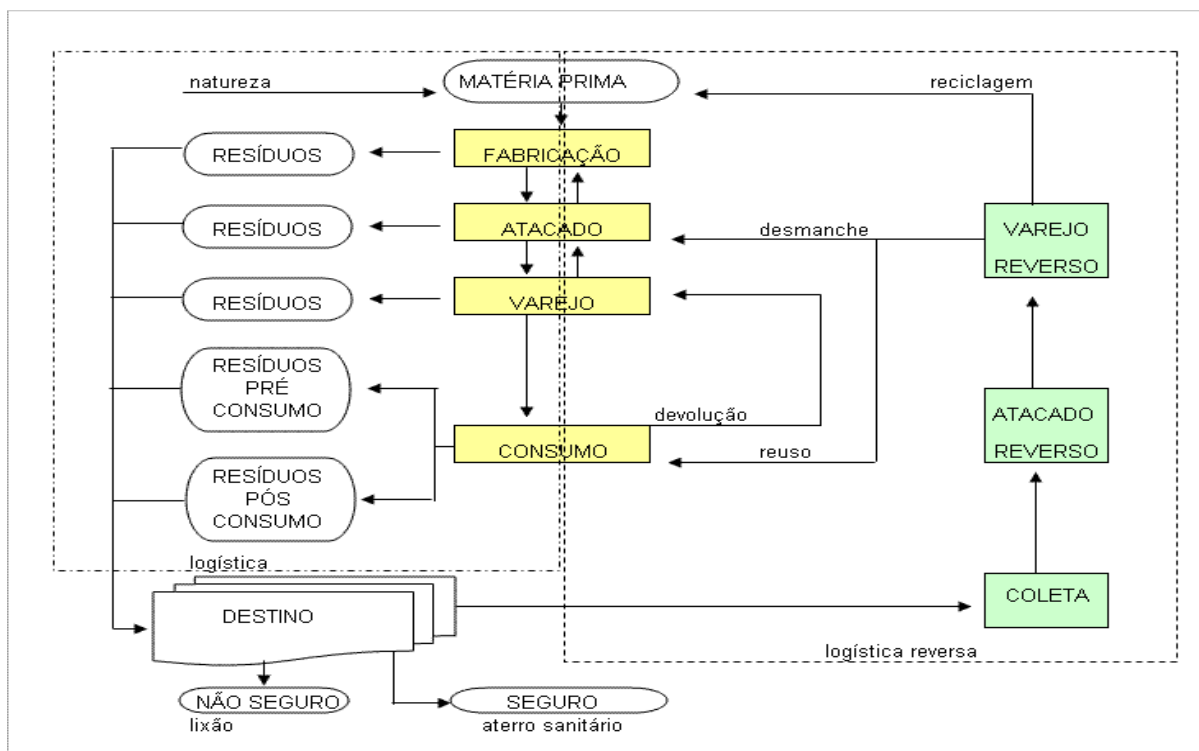 natureza
MATÉRIA PRIMA
reciclagem
RESÍDUOS
FABRICAÇÃO
RESÍDUOS
ATACADO
desmanche
VAREJO
REVERSO
RESÍDUOS
VAREJO
RESÍDUOS
PRÉ
CONSUMO
devolução
ATACADO
REVERSO
CONSUMO
reuso
RESÍDUOS
PÓS
CONSUMO
logística
DESTINO
COLETA
logística reversa
NÃO SEGURO
lixão
SEGURO
aterro sanitário